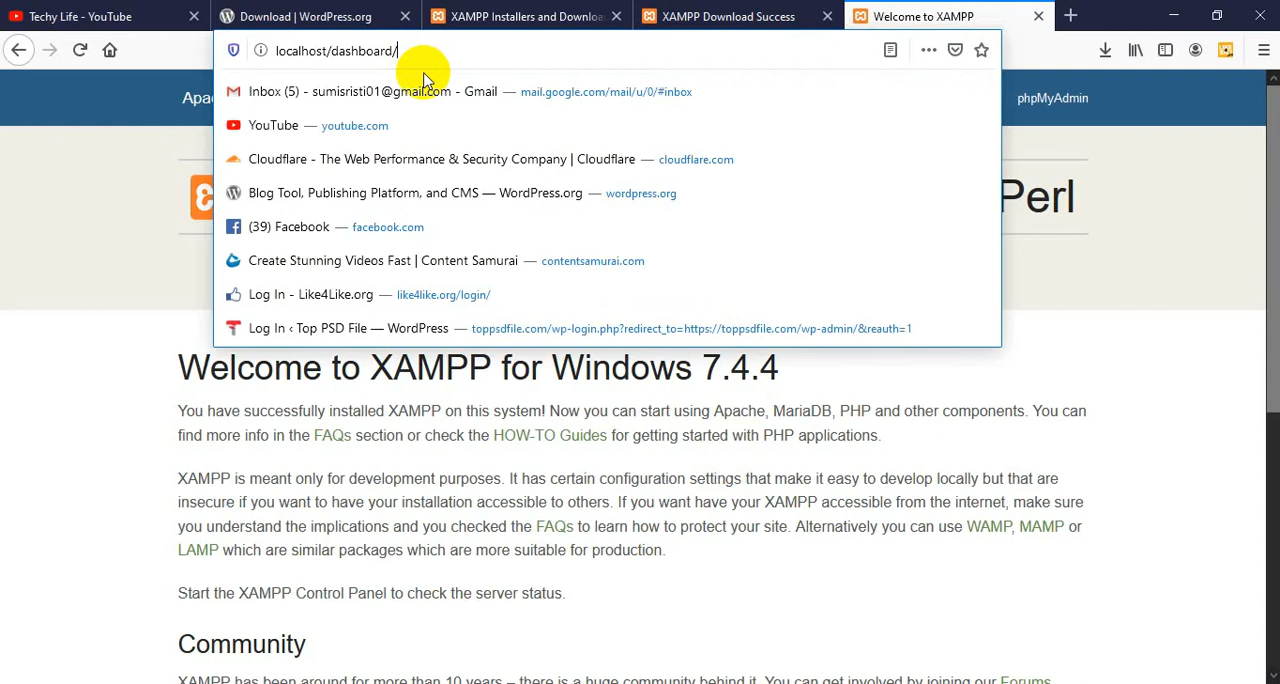 Techy Life - YouTube
Download | WordPress.org
XAMPP Installers and Downloa
XAMPP Download Success
Welcome to XAMPP
localhost/dashboard/
Apac
phpMyAdmin
Inbox (5) - sumisristi01@gmail.com - Gmail — mail.google.com/mail/u/0/#inbox
YouTube — youtube.com
Cloudflare - The Web Performance & Security Company | Cloudflare — cloudflare.com
Blog Tool, Publishing Platform, and CMS — WordPress.org — wordpress.org
(39) Facebook — facebook.com
Create Stunning Videos Fast | Content Samurai — contentsamurai.com
Log In - Like4Like.org — like4like.org/login/
Log In ‹ Top PSD File — WordPress — toppsdfile.com/wp-login.php?redirect_to=https://toppsdfile.com/wp-admin/&reauth=1
Perl
Welcome to XAMPP for Windows 7.4.4
You have successfully installed XAMPP on this system! Now you can start using Apache, MariaDB, PHP and other components. You can
find more info in the FAQs section or check the HOW-TO Guides for getting started with PHP applications.
XAMPP is meant only for development purposes. It has certain configuration settings that make it easy to develop locally but that are
insecure if you want to have your installation accessible to others. If you want have your XAMPP accessible from the internet, make sure
you understand the implications and you checked the FAQs to learn how to protect your site. Alternatively you can use WAMP, MAMP or
LAMP which are similar packages which are more suitable for production.
Start the XAMPP Control Panel to check the server status.
Community
XAMPP has been around for more than 10 years – there is a huge community behind it. You can get involved by joining our Forums.